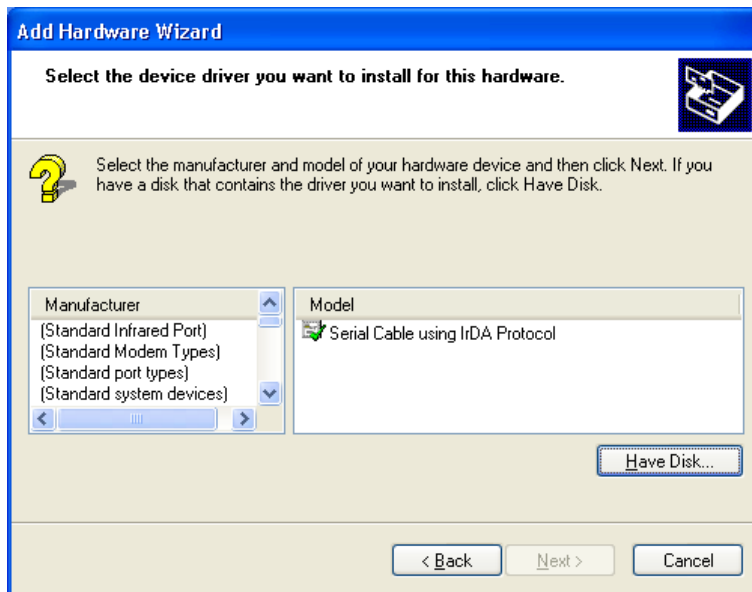 Add Hardware Wizard
Select the device driver you want to install for this hardware.
Select the manufacturer and model of your hardware device and then click Next. If you
have a disk that contains the driver you want to install, click Have Disk.
Manufacturer
(Standard Infrared Port)
(Standard Modem Types)
(Standard port types)
(Standard system devices)
Model
Serial Cable using IrDA Protocol
Have Disk...
< Back
Next >
Cancel